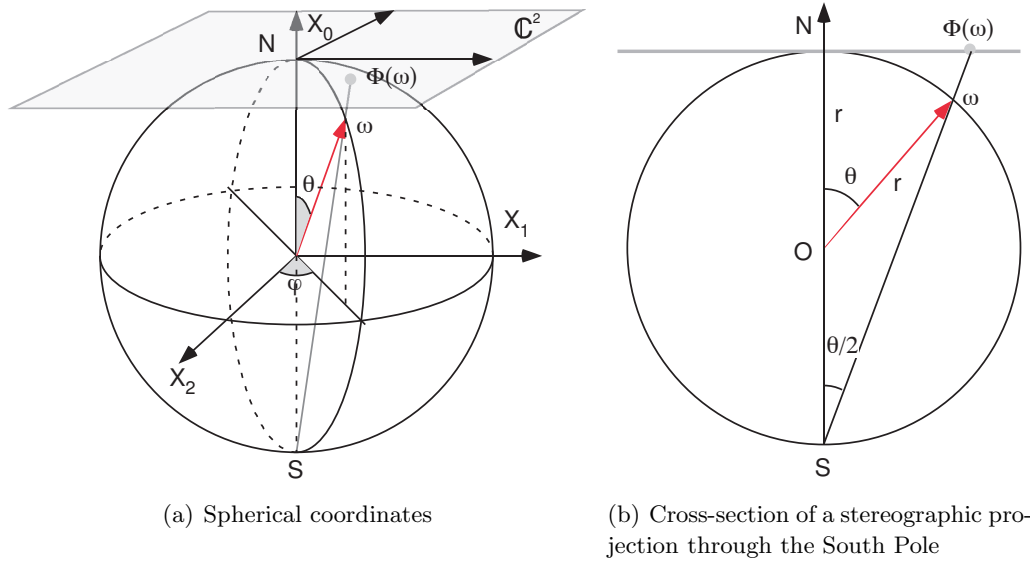 X₀
N
ℂ²
Φ(ω)
ω
θ
X₁
φ
X₂
S
(a) Spherical coordinates
N
Φ(ω)
ω
r
θ
r
O
θ/2
S
(b) Cross-section of a stereographic pro-
jection through the South Pole